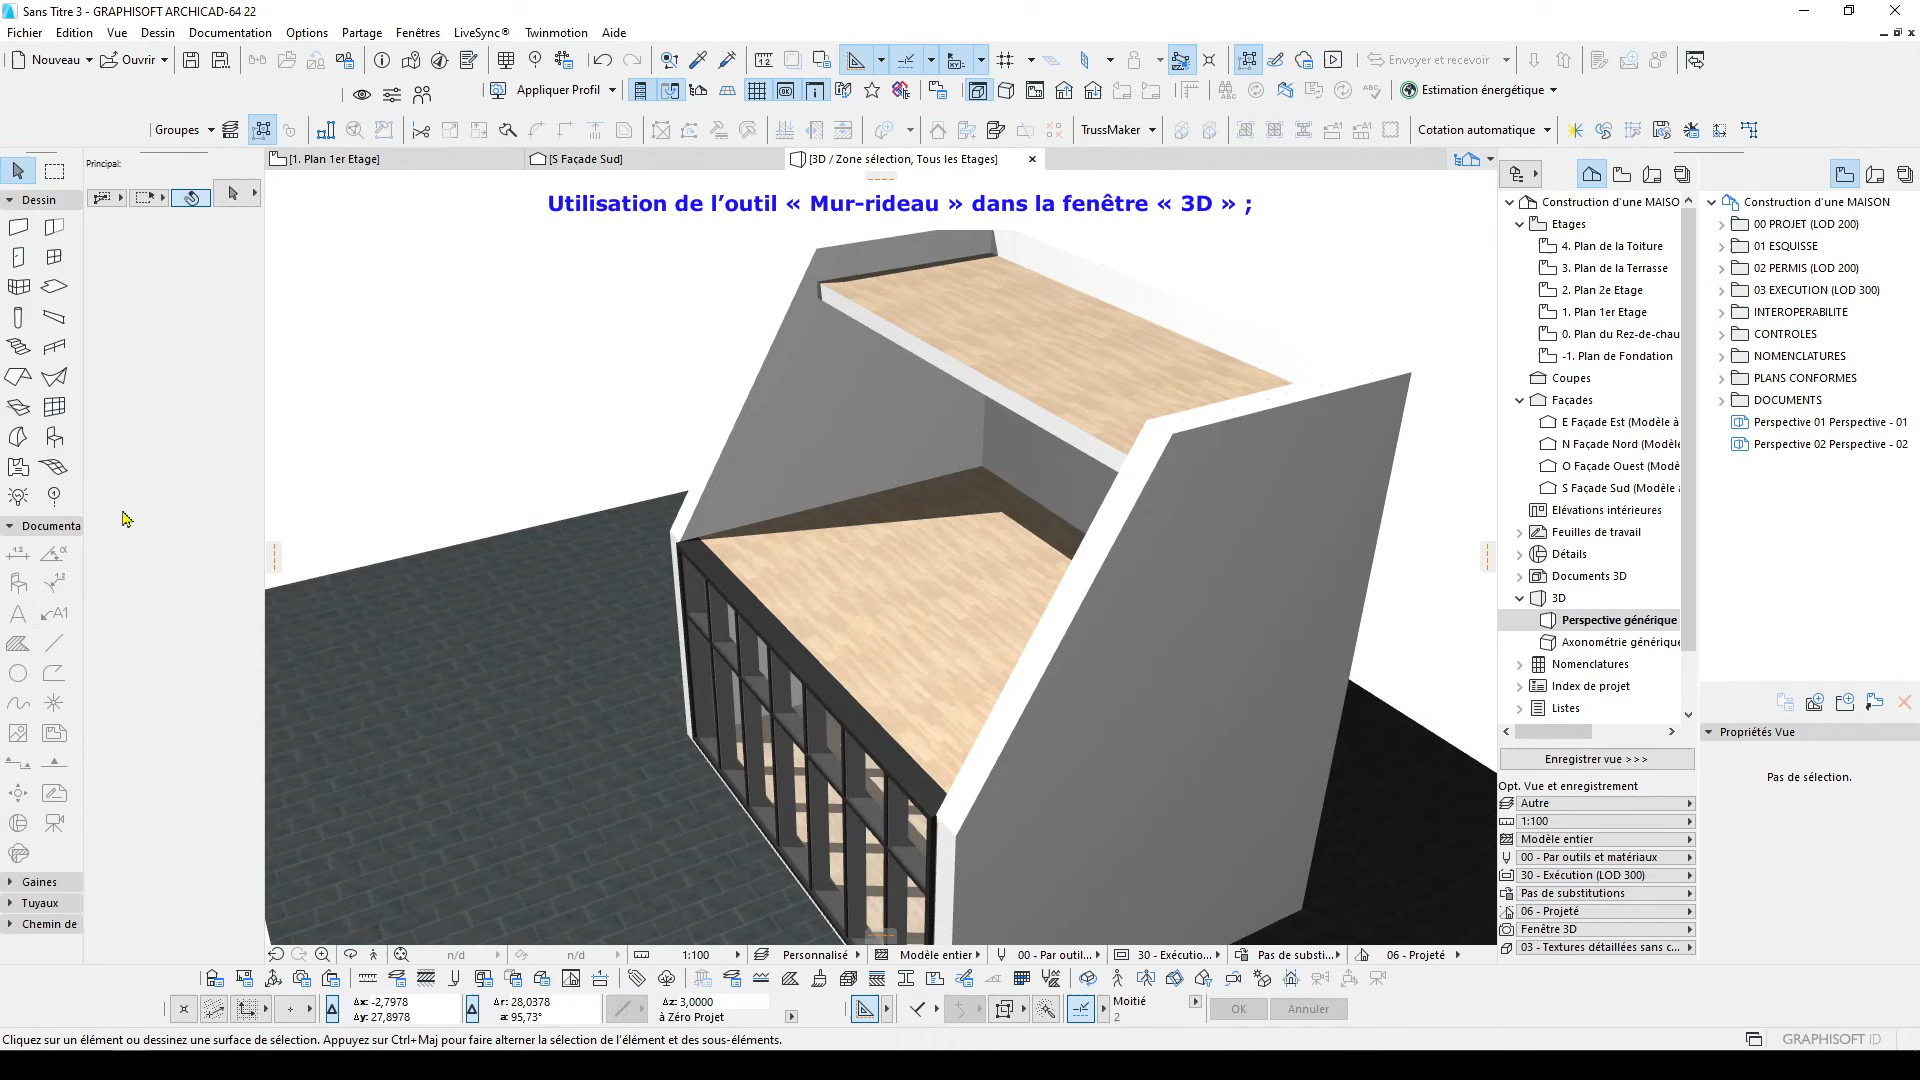 Sans Titre 3 - GRAPHISOFT ARCHICAD-64 22
Fichier Edition Vue Dessin Documentation Options Partage Fenêtres LiveSync® Twinmotion Aide
Nouveau Ouvrir Envoyer et recevoir
Appliquer Profil Estimation énergétique
Groupes TrussMaker Cotation automatique
Principal:
[1. Plan 1er Etage] [S Façade Sud] [3D / Zone sélection, Tous les Etages]
Utilisation de l’outil « Mur-rideau » dans la fenêtre « 3D » ;
Dessin
Documenta
Gaines
Tuyaux
Chemin de
Construction d'une MAISO
Etages
4. Plan de la Toiture
3. Plan de la Terrasse
2. Plan 2e Etage
1. Plan 1er Etage
0. Plan du Rez-de-chau
-1. Plan de Fondation
Coupes
Façades
E Façade Est (Modèle à
N Façade Nord (Modèle
O Façade Ouest (Modè
S Façade Sud (Modèle à
Elévations intérieures
Feuilles de travail
Détails
Documents 3D
3D
Perspective générique
Axonométrie générique
Nomenclatures
Index de projet
Listes
Enregistrer vue >>>
Opt. Vue et enregistrement
Autre
1:100
Modèle entier
00 - Par outils et matériaux
30 - Exécution (LOD 300)
Pas de substitutions
06 - Projeté
Fenêtre 3D
03 - Textures détaillées sans c...
Construction d'une MAISON
00 PROJET (LOD 200)
01 ESQUISSE
02 PERMIS (LOD 200)
03 EXECUTION (LOD 300)
INTEROPERABILITE
CONTROLES
NOMENCLATURES
PLANS CONFORMES
DOCUMENTS
Perspective 01 Perspective - 01
Perspective 02 Perspective - 02
Propriétés Vue
Pas de sélection.
n/d n/d 1:100 Personnalisé Modèle entier 00 - Par outil... 30 - Exécutio... Pas de substi... 06 - Projeté
Δx: -2,7978 Δr: 28,0378 Δz: 3,0000 Moitié
Δy: 27,8978 a: 95,73° à Zéro Projet 2
OK Annuler
Cliquez sur un élément ou dessinez une surface de sélection. Appuyez sur Ctrl+Maj pour faire alterner la sélection de l'élément et des sous-éléments.
GRAPHISOFT ID